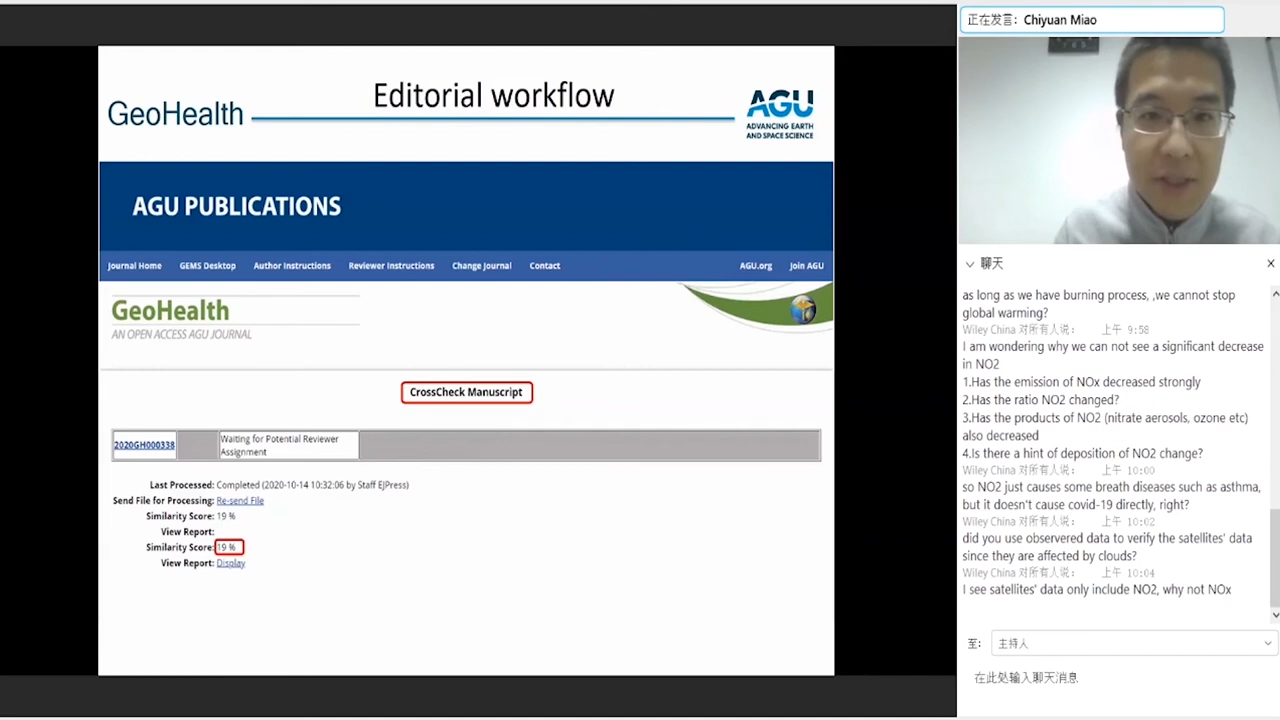 Editorial workflow
GeoHealth
AGU
ADVANCING EARTH
AND SPACE SCIENCE
AGU PUBLICATIONS
Journal Home GEMS Desktop Author Instructions Reviewer Instructions Change Journal Contact AGU.org Join AGU
GeoHealth
AN OPEN ACCESS AGU JOURNAL
CrossCheck Manuscript
2020GH000338
Waiting for Potential Reviewer
Assignment
Last Processed: Completed (2020-10-14 10:32:06 by Staff EJPress)
Send File for Processing: Re-send File
Similarity Score: 19 %
View Report:
Similarity Score: 19 %
View Report: Display
正在发言: Chiyuan Miao
聊天
as long as we have burning process, ,we cannot stop
global warming?
Wiley China 对所有人说: 上午 9:58
I am wondering why we can not see a significant decrease
in NO2
1.Has the emission of NOx decreased strongly
2.Has the ratio NO2 changed?
3.Has the products of NO2 (nitrate aerosols, ozone etc)
also decreased
4.Is there a hint of deposition of NO2 change?
Wiley China 对所有人说: 上午 10:00
so NO2 just causes some breath diseases such as asthma,
but it doesn't cause covid-19 directly, right?
Wiley China 对所有人说: 上午 10:02
did you use observered data to verify the satellites' data
since they are affected by clouds?
Wiley China 对所有人说: 上午 10:04
I see satellites' data only include NO2, why not NOx
至: 主持人
在此处输入聊天消息